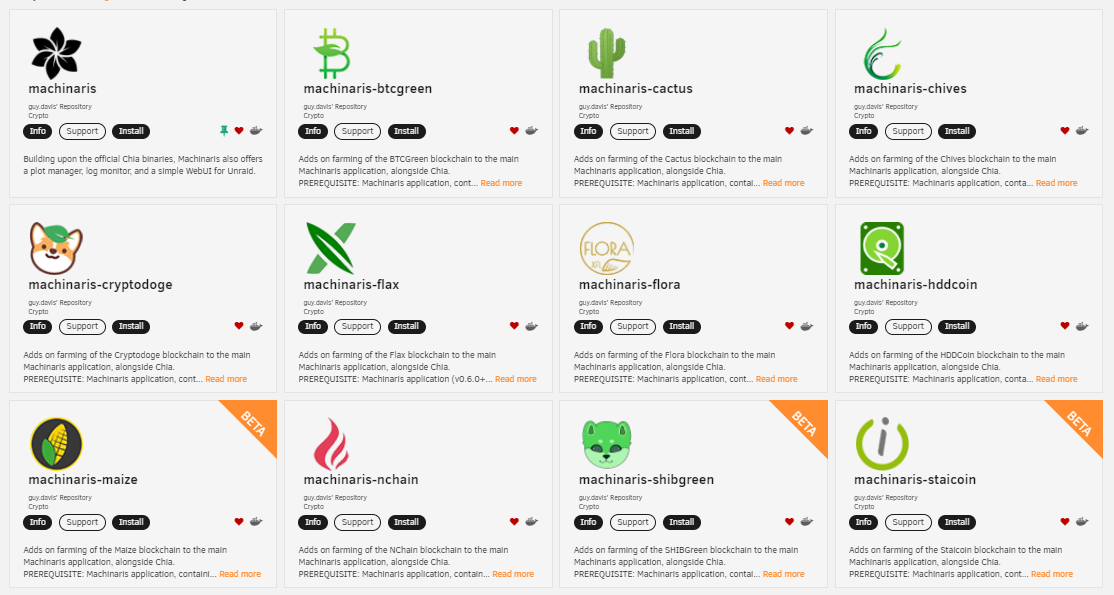 machinaris
guy.davis' Repository
Crypto
Info Support Install
Building upon the official Chia binaries, Machinaris also offers
a plot manager, log monitor, and a simple WebUI for Unraid.
machinaris-btcgreen
guy.davis' Repository
Crypto
Info Support Install
Adds on farming of the BTCGreen blockchain to the main
Machinaris application, alongside Chia.
PREREQUISITE: Machinaris application, cont... Read more
machinaris-cactus
guy.davis' Repository
Crypto
Info Support Install
Adds on farming of the Cactus blockchain to the main
Machinaris application, alongside Chia.
PREREQUISITE: Machinaris application, contai... Read more
machinaris-chives
guy.davis' Repository
Crypto
Info Support Install
Adds on farming of the Chives blockchain to the main
Machinaris application, alongside Chia.
PREREQUISITE: Machinaris application, conta... Read more
machinaris-cryptodoge
guy.davis' Repository
Crypto
Info Support Install
Adds on farming of the Cryptodoge blockchain to the main
Machinaris application, alongside Chia.
PREREQUISITE: Machinaris application, cont... Read more
machinaris-flax
guy.davis' Repository
Crypto
Info Support Install
Adds on farming of the Flax blockchain to the main
Machinaris application, alongside Chia.
PREREQUISITE: Machinaris application (v0.6.0+... Read more
FLORA
XFL
machinaris-flora
guy.davis' Repository
Crypto
Info Support Install
Adds on farming of the Flora blockchain to the main
Machinaris application, alongside Chia.
PREREQUISITE: Machinaris application, cont... Read more
machinaris-hddcoin
guy.davis' Repository
Crypto
Info Support Install
Adds on farming of the HDDCoin blockchain to the main
Machinaris application, alongside Chia.
PREREQUISITE: Machinaris application, conta... Read more
BETA
machinaris-maize
guy.davis' Repository
Crypto
Info Support Install
Adds on farming of the Maize blockchain to the main
Machinaris application, alongside Chia.
PREREQUISITE: Machinaris application, containi... Read more
machinaris-nchain
guy.davis' Repository
Crypto
Info Support Install
Adds on farming of the NChain blockchain to the main
Machinaris application, alongside Chia.
PREREQUISITE: Machinaris application, contain... Read more
BETA
machinaris-shibgreen
guy.davis' Repository
Crypto
Info Support Install
Adds on farming of the SHIBGreen blockchain to the main
Machinaris application, alongside Chia.
PREREQUISITE: Machinaris application, contai... Read more
BETA
machinaris-staicoin
guy.davis' Repository
Crypto
Info Support Install
Adds on farming of the Staicoin blockchain to the main
Machinaris application, alongside Chia.
PREREQUISITE: Machinaris application, cont... Read more